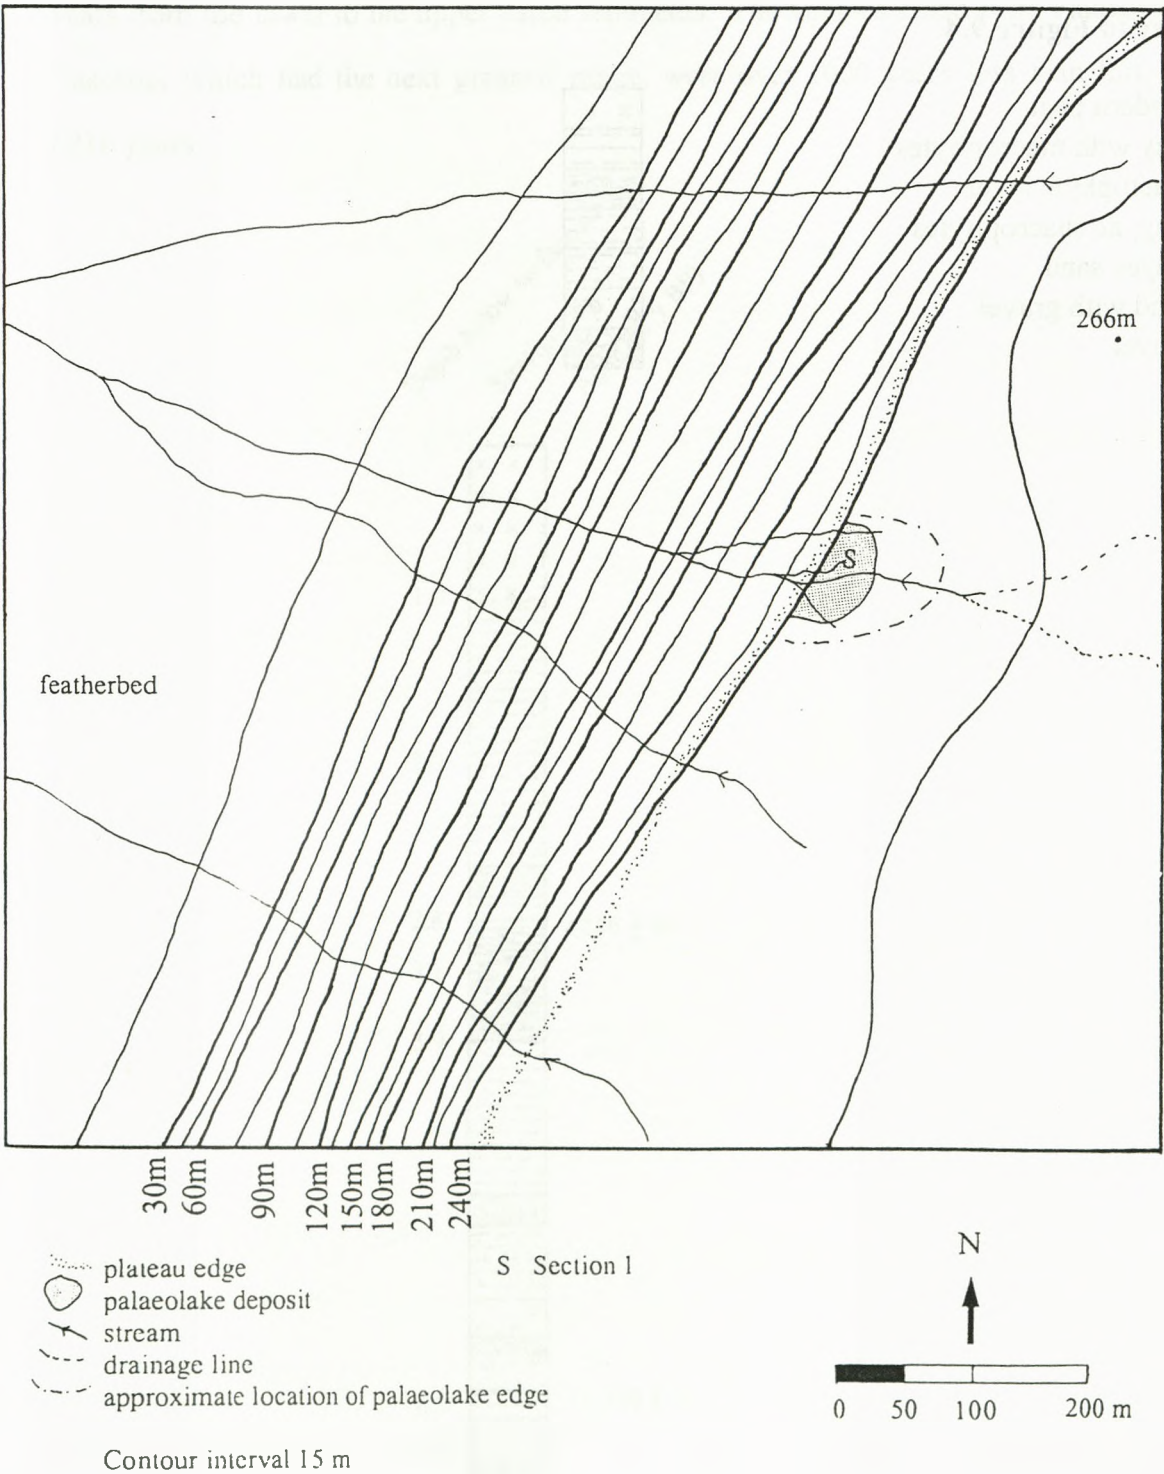 266m
S
featherbed
30m
60m
90m
120m
150m
180m
210m
240m
plateau edge
palaeolake deposit
stream
drainage line
approximate location of palaeolake edge
Contour interval 15 m
S Section 1
N
0 50 100 200 m